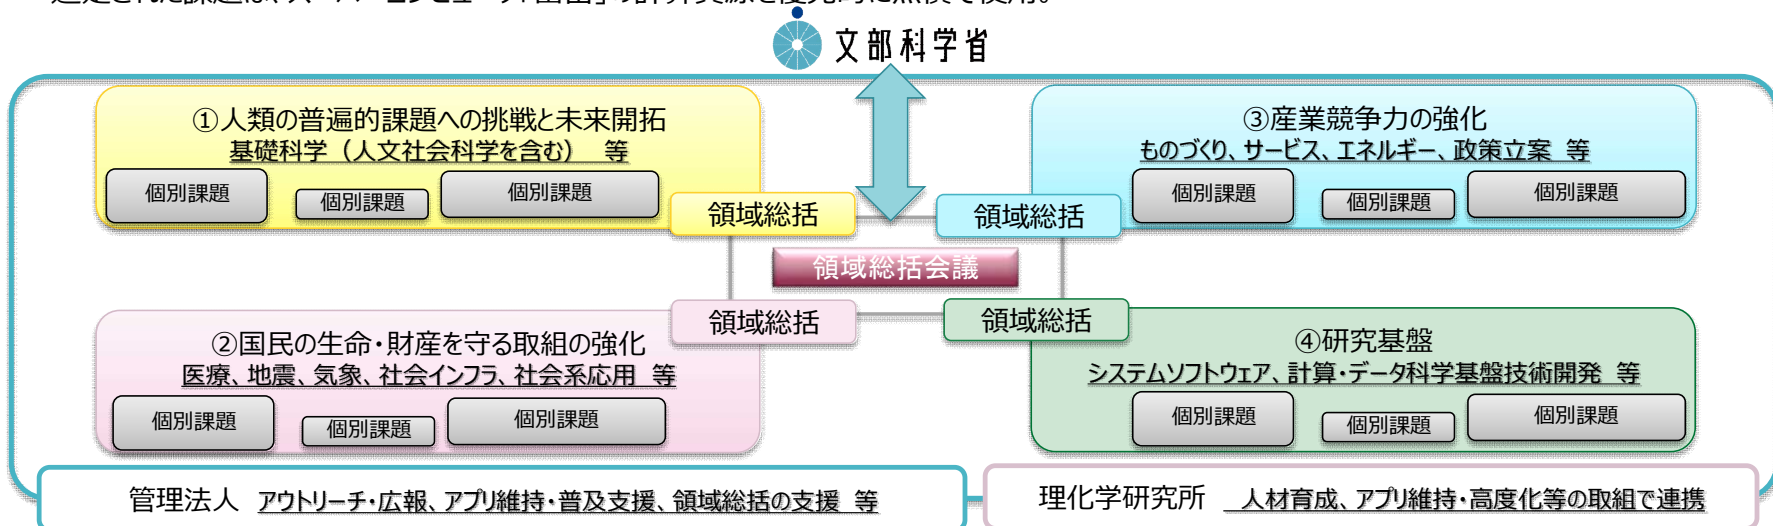 文部科学省
①人類の普遍的課題への挑戦と未来開拓
基礎科学（人文社会科学を含む） 等
個別課題
個別課題
個別課題
領域総括
③産業競争力の強化
ものづくり、サービス、エネルギー、政策立案 等
個別課題
個別課題
個別課題
領域総括
領域総括会議
②国民の生命・財産を守る取組の強化
医療、地震、気象、社会インフラ、社会系応用 等
個別課題
個別課題
個別課題
領域総括
④研究基盤
システムソフトウェア、計算・データ科学基盤技術開発 等
個別課題
個別課題
個別課題
領域総括
管理法人 アウトリーチ・広報、アプリ維持・普及支援、領域総括の支援 等
理化学研究所 人材育成、アプリ維持・高度化等の取組で連携